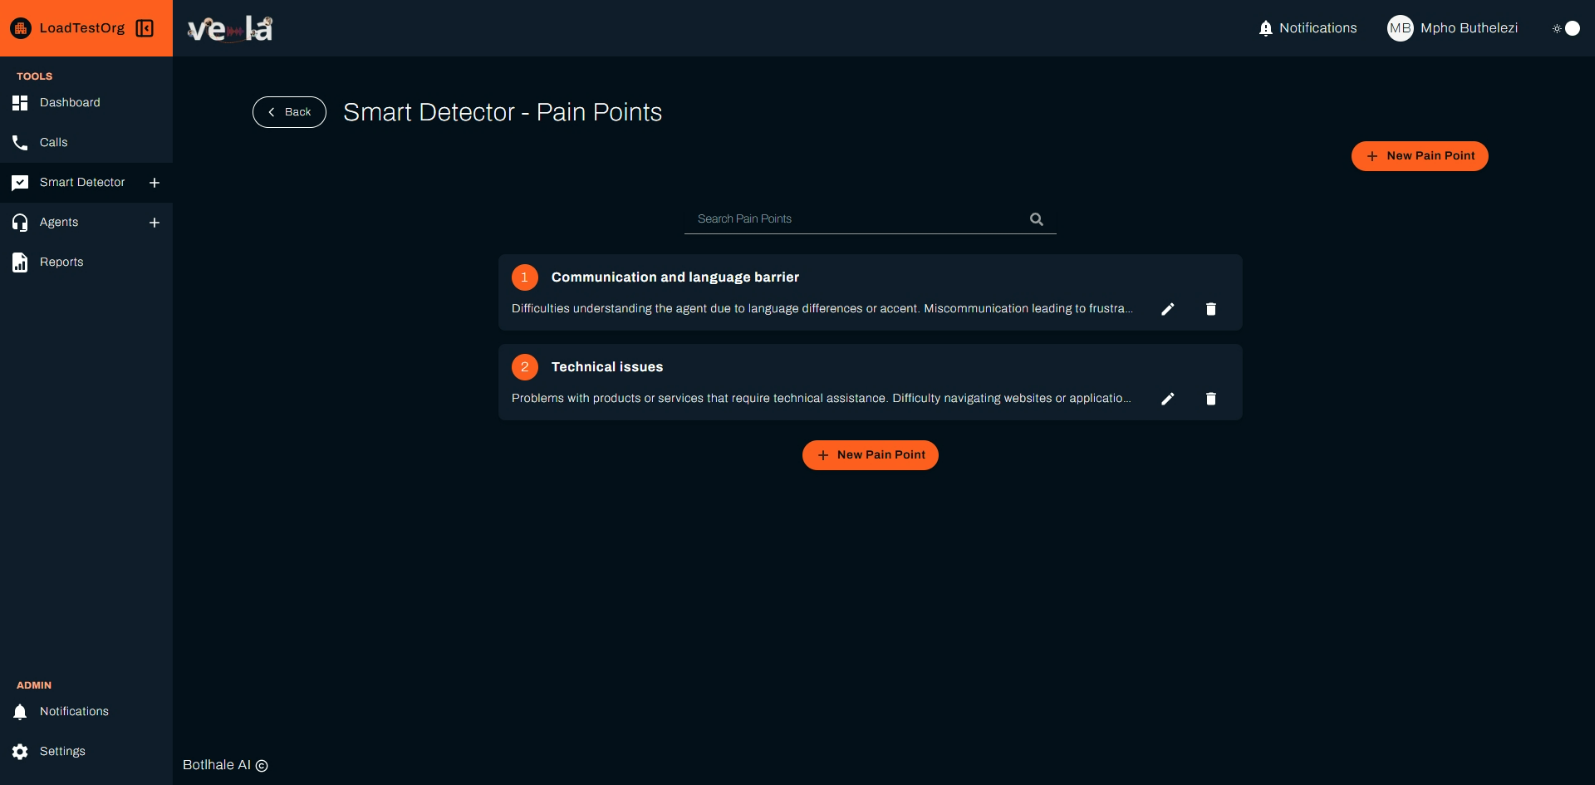 LoadTestOrg
vela
Notifications
MB Mpho Buthelezi
TOOLS
Dashboard
Calls
Smart Detector
Agents
Reports
ADMIN
Notifications
Settings
Back
Smart Detector - Pain Points
+ New Pain Point
Search Pain Points
1 Communication and language barrier
Difficulties understanding the agent due to language differences or accent. Miscommunication leading to frustra...
2 Technical issues
Problems with products or services that require technical assistance. Difficulty navigating websites or applicatio...
+ New Pain Point
Botlhale AI ©